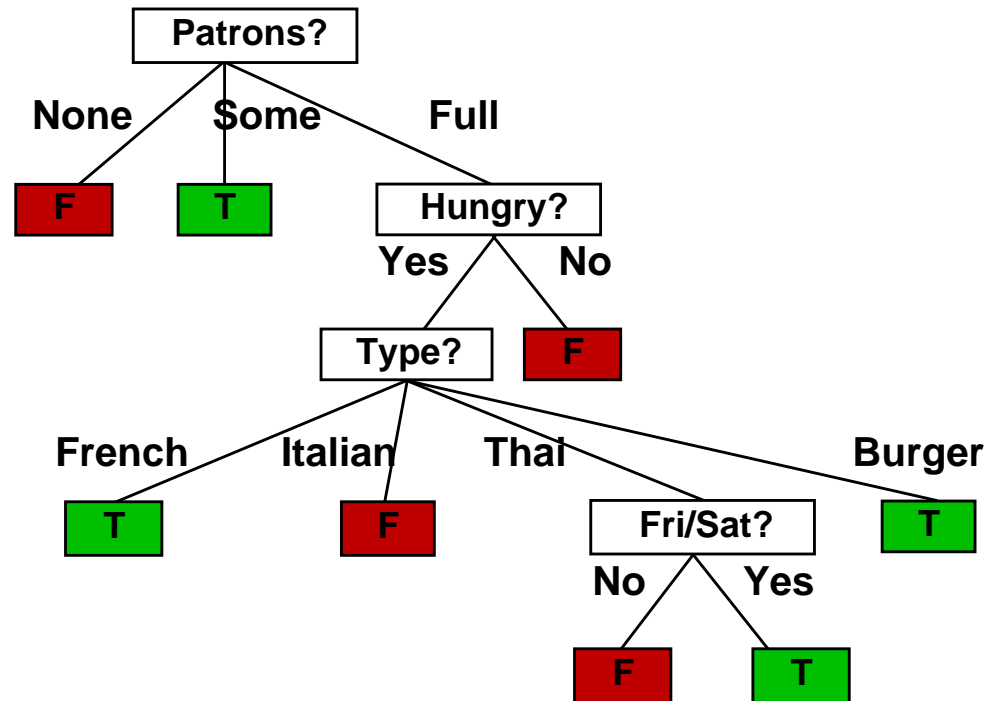 Patrons?
None Some Full
F T Hungry?
Yes No
Type? F
French Italian Thai Burger
T F Fri/Sat? T
No Yes
F T